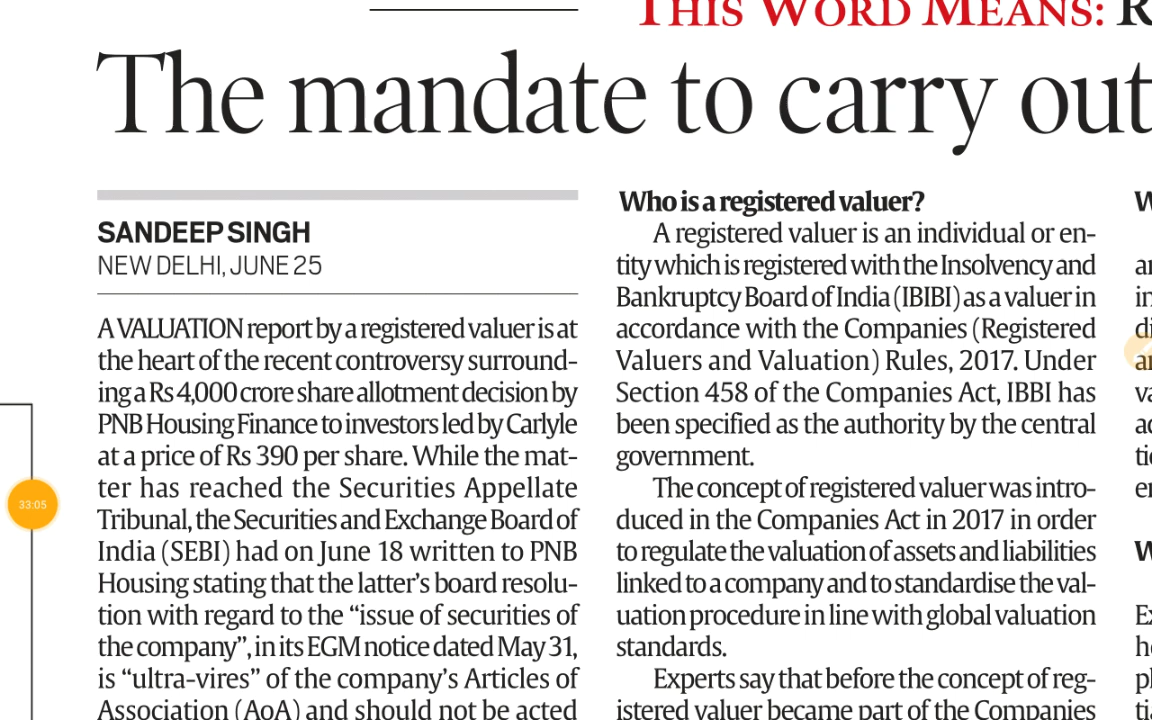 THIS WORD MEANS: R
The mandate to carry out
SANDEEP SINGH
NEW DELHI, JUNE 25
A VALUATION report by a registered valuer is at
the heart of the recent controversy surround-
ing a Rs 4,000 crore share allotment decision by
PNB Housing Finance to investors led by Carlyle
at a price of Rs 390 per share. While the mat-
ter has reached the Securities Appellate
Tribunal, the Securities and Exchange Board of
India (SEBI) had on June 18 written to PNB
Housing stating that the latter's board resolu-
tion with regard to the “issue of securities of
the company”, in its EGM notice dated May 31,
is “ultra-vires” of the company's Articles of
Association (AoA) and should not be acted
Who is a registered valuer?
A registered valuer is an individual or en-
tity which is registered with the Insolvency and
Bankruptcy Board of India (IBIBI) as a valuer in
accordance with the Companies (Registered
Valuers and Valuation) Rules, 2017. Under
Section 458 of the Companies Act, IBBI has
been specified as the authority by the central
government.
The concept of registered valuer was intro-
duced in the Companies Act in 2017 in order
to regulate the valuation of assets and liabilities
linked to a company and to standardise the val-
uation procedure in line with global valuation
standards.
Experts say that before the concept of reg-
istered valuer became part of the Companies
33:05